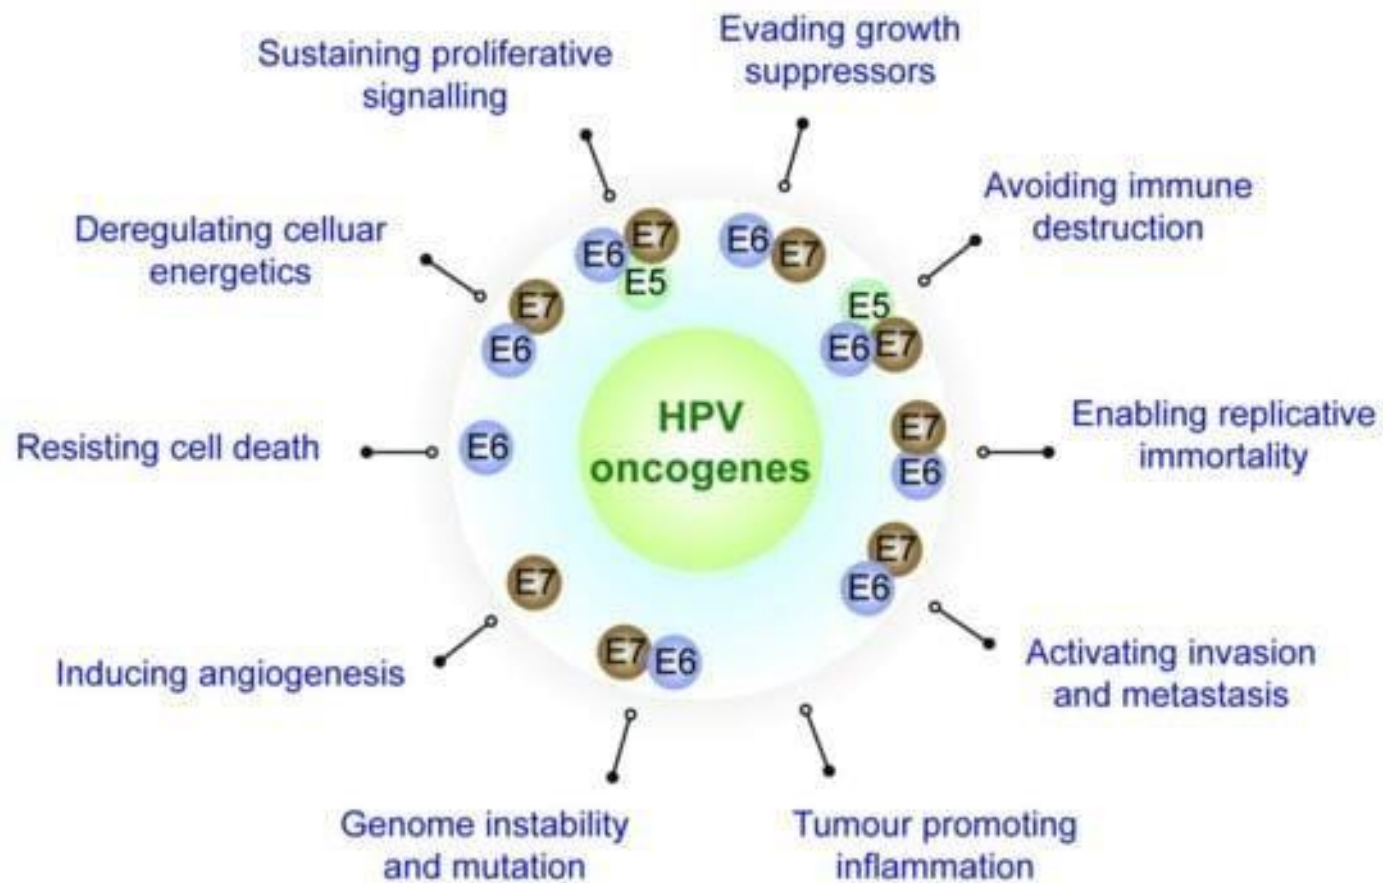 Sustaining proliferative
signalling
Evading growth
suppressors
Avoiding immune
destruction
Deregulating celluar
energetics
E6
E7
E5
E6
E7
E5
E6
E7
E7
E6
HPV
oncogenes
Resisting cell death
E6
E7
E6
Enabling replicative
immortality
E7
E6
E7
Inducing angiogenesis
E7
E6
Activating invasion
and metastasis
Genome instability
and mutation
Tumour promoting
inflammation